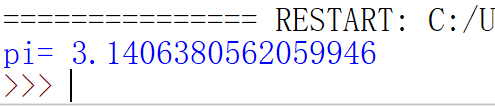 =============== RESTART: C:/U
pi= 3.1406380562059946
>>>